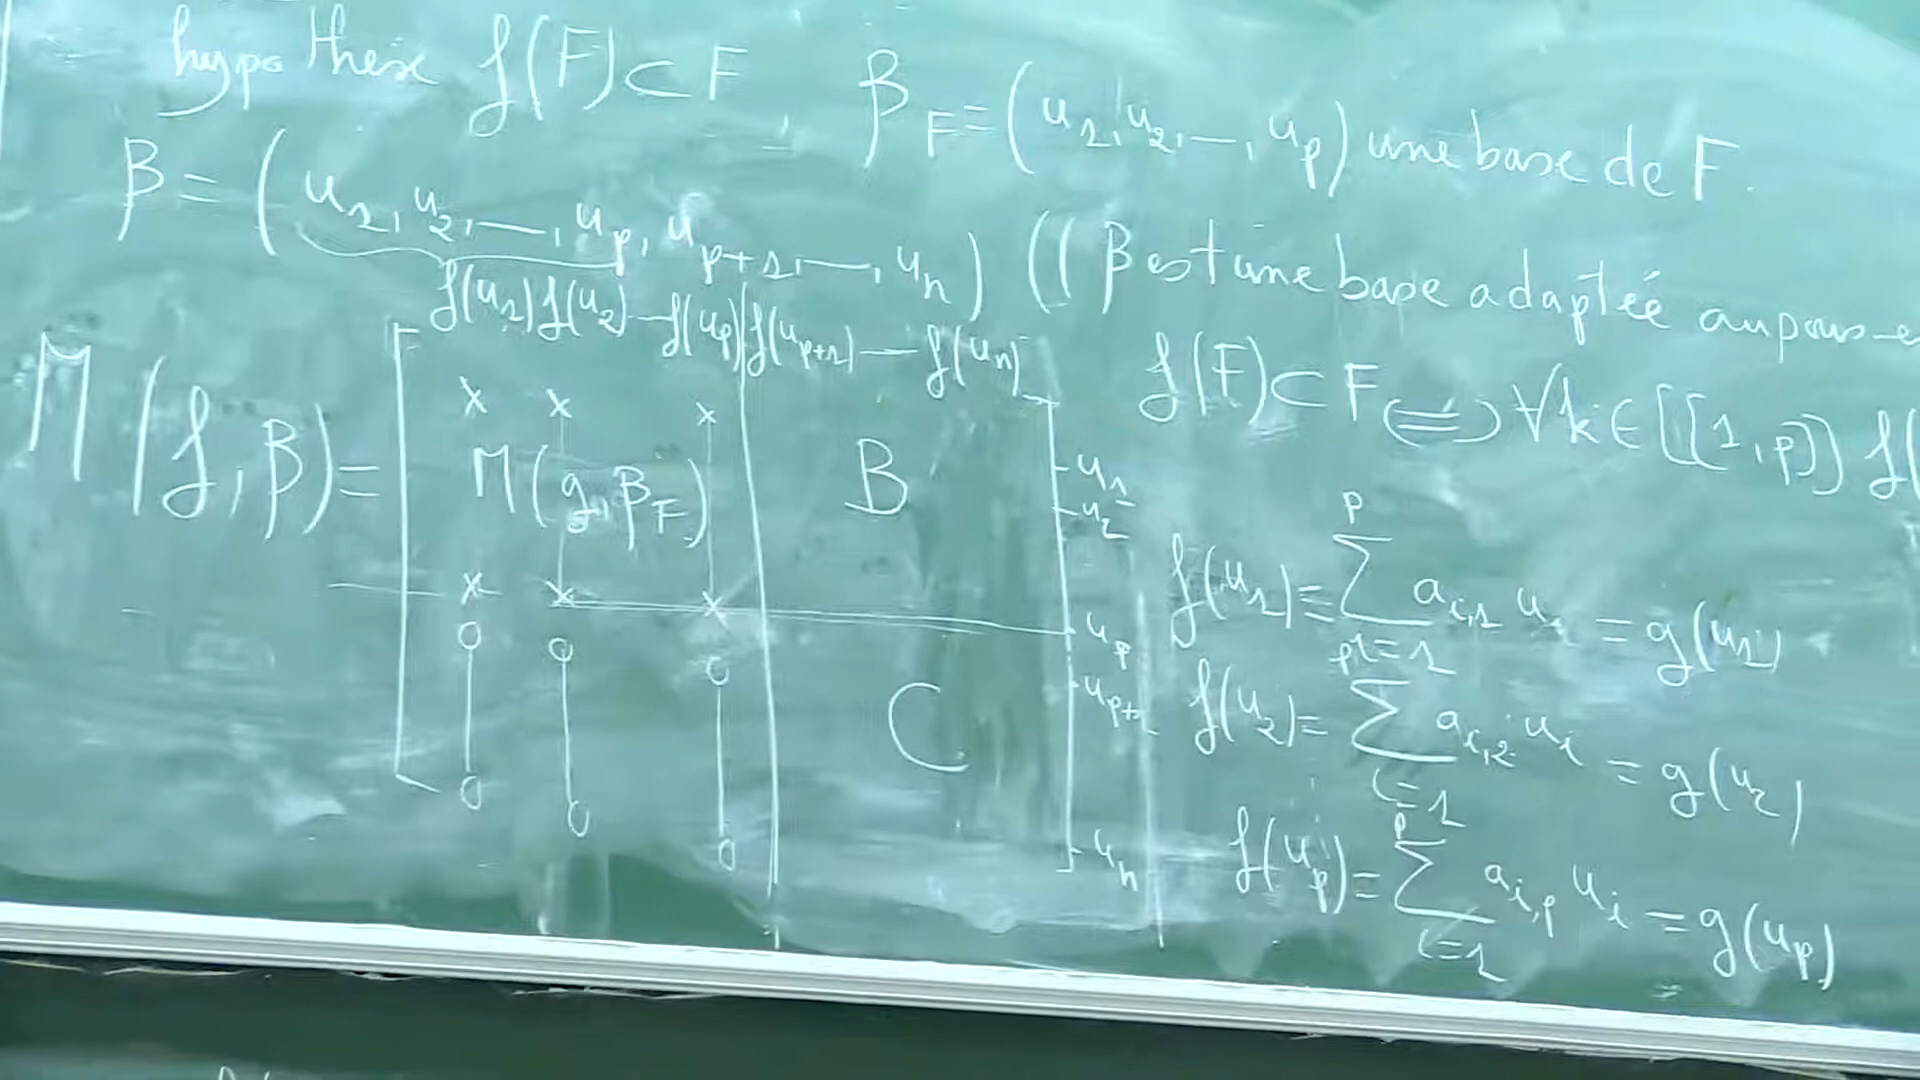 hypothèse f(F)⊂F, β_F=(u_1,u_2,—,u_p) une base de F.
β=(u_1,u_2,—,u_p,u_{p+1},—,u_n) ((β est une base adaptée au sous-e
f(u_1) f(u_2) — f(u_p) f(u_{p+1}) — f(u_n)
f(F)⊂F ⟺ ∀k∈[[1,p]] f(
M(f,β)=
x x x
M(g,β_F) B
u_1
u_2
x x x
u_p
0 0 0
C
u_{p+1}
0 0 0
u_n
f(u_1)=∑_{i=1}^{p} a_{i,1} u_i = g(u_1)
f(u_2)=∑_{i=1}^{p} a_{i,2} u_i = g(u_2)
f(u_p)=∑_{i=1}^{p} a_{i,p} u_i = g(u_p)